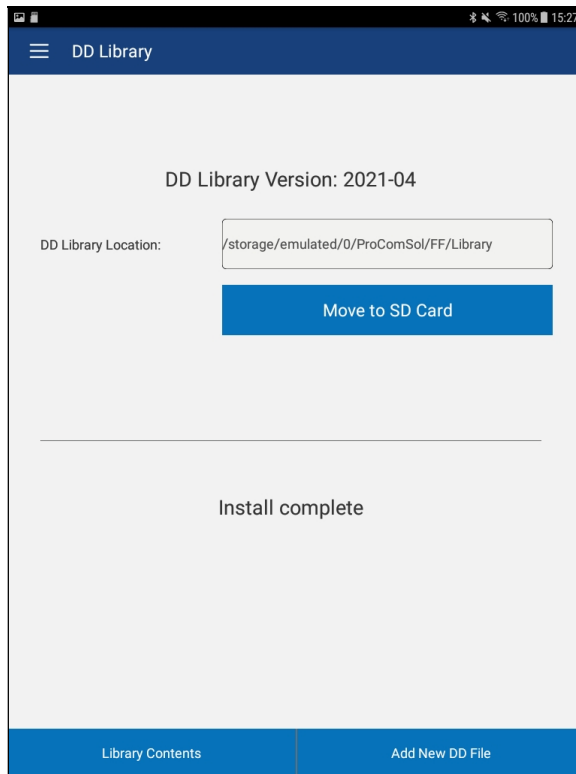 100% 15:27
DD Library
DD Library Version: 2021-04
DD Library Location: /storage/emulated/0/ProComSol/FF/Library
Move to SD Card
Install complete
Library Contents Add New DD File